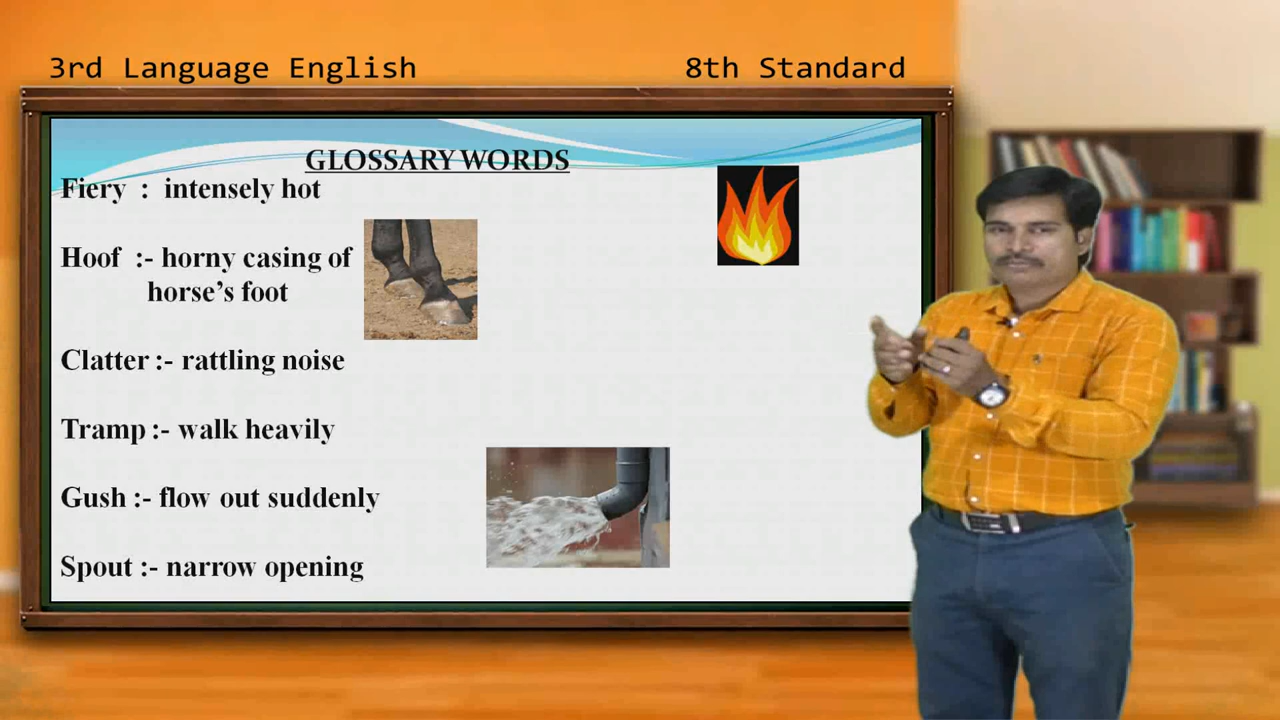 3rd Language English
8th Standard
GLOSSARY WORDS
Fiery : intensely hot
Hoof :- horny casing of
horse's foot
Clatter :- rattling noise
Tramp :- walk heavily
Gush :- flow out suddenly
Spout :- narrow opening